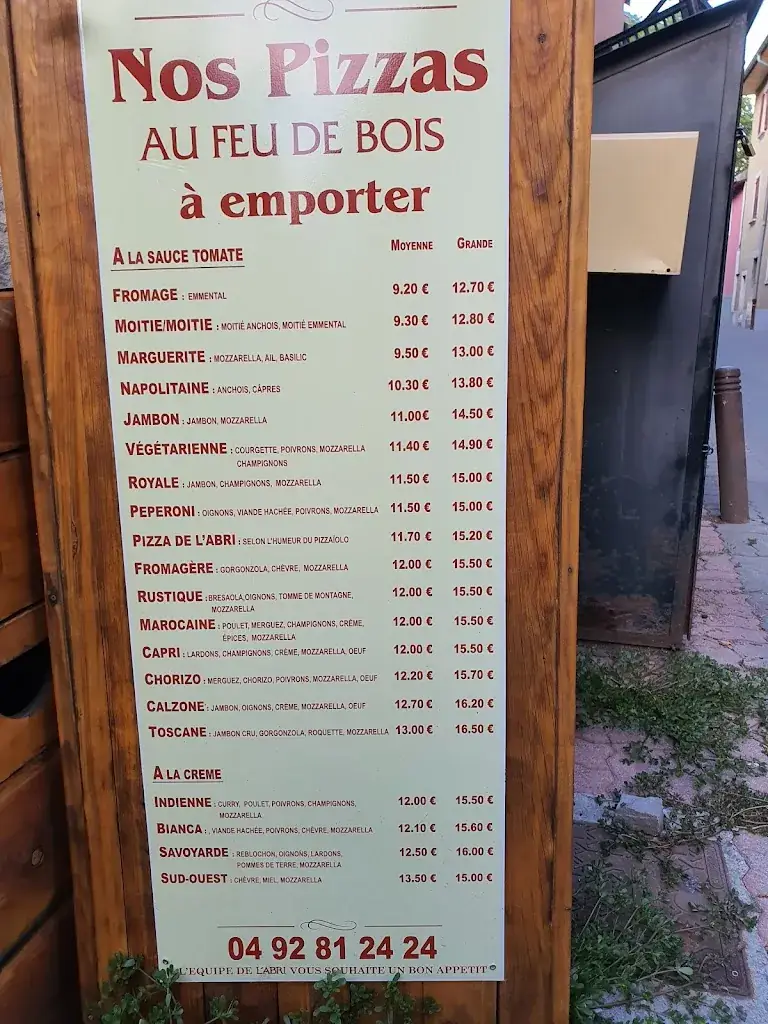 Nos Pizzas
AU FEU DE BOIS
à emporter
A LA SAUCE TOMATE MOYENNE GRANDE
FROMAGE : EMMENTAL 9.20 € 12.70 €
MOITIE/MOITIE : MOITIÉ ANCHOIS, MOITIÉ EMMENTAL 9.30 € 12.80 €
MARGUERITE : MOZZARELLA, AIL, BASILIC 9.50 € 13.00 €
NAPOLITAINE : ANCHOIS, CÂPRES 10.30 € 13.80 €
JAMBON : JAMBON, MOZZARELLA 11.00€ 14.50 €
VÉGÉTARIENNE : COURGETTE, POIVRONS, MOZZARELLA 11.40 € 14.90 €
CHAMPIGNONS
ROYALE : JAMBON, CHAMPIGNONS, MOZZARELLA 11.50 € 15.00 €
PEPERONI : OIGNONS, VIANDE HACHÉE, POIVRONS, MOZZARELLA 11.50 € 15.00 €
PIZZA DE L'ABRI : SELON L'HUMEUR DU PIZZAÏOLO 11.70 € 15.20 €
FROMAGÈRE : GORGONZOLA, CHÈVRE, MOZZARELLA 12.00 € 15.50 €
RUSTIQUE : BRESAOLA,OIGNONS, TOMME DE MONTAGNE, 12.00 € 15.50 €
MOZZARELLA
MAROCAINE : POULET, MERGUEZ, CHAMPIGNONS, CRÈME, 12.00 € 15.50 €
ÉPICES, MOZZARELLA
CAPRI : LARDONS, CHAMPIGNONS, CRÈME, MOZZARELLA, OEUF 12.00 € 15.50 €
CHORIZO : MERGUEZ, CHORIZO, POIVRONS, MOZZARELLA, OEUF 12.20 € 15.70 €
CALZONE : JAMBON, OIGNONS, CRÈME, MOZZARELLA, OEUF 12.70 € 16.20 €
TOSCANE : JAMBON CRU, GORGONZOLA, ROQUETTE, MOZZARELLA 13.00 € 16.50 €
A LA CREME
INDIENNE : CURRY, POULET, POIVRONS, CHAMPIGNONS, 12.00 € 15.50 €
MOZZARELLA
BIANCA : , VIANDE HACHÉE, POIVRONS, CHÈVRE, MOZZARELLA 12.10 € 15.60 €
SAVOYARDE : REBLOCHON, OIGNONS, LARDONS, 12.50 € 16.00 €
POMMES DE TERRE, MOZZARELLA
SUD-OUEST : CHÈVRE, MIEL, MOZZARELLA 13.50 € 15.00 €
04 92 81 24 24
L'EQUIPE DE L'ABRI VOUS SOUHAITE UN BON APPETIT